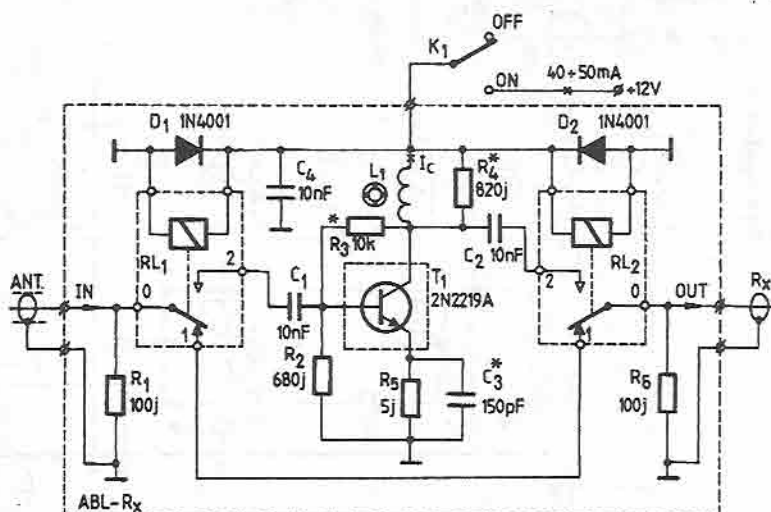 OFF
K1
ON
40÷50mA
+12V
D1 1N4001
D2 1N4001
C4
10nF
L1
Ic
R4*
820j
*
R3 10k
C2 10nF
RL1
2
T1
2N2219A
2
RL2
ANT.
IN
0
1
C1
10nF
0
OUT
Rx
1
R1
100j
R2
680j
R5
5j
C3*
150pF
R6
100j
ABL-Rx